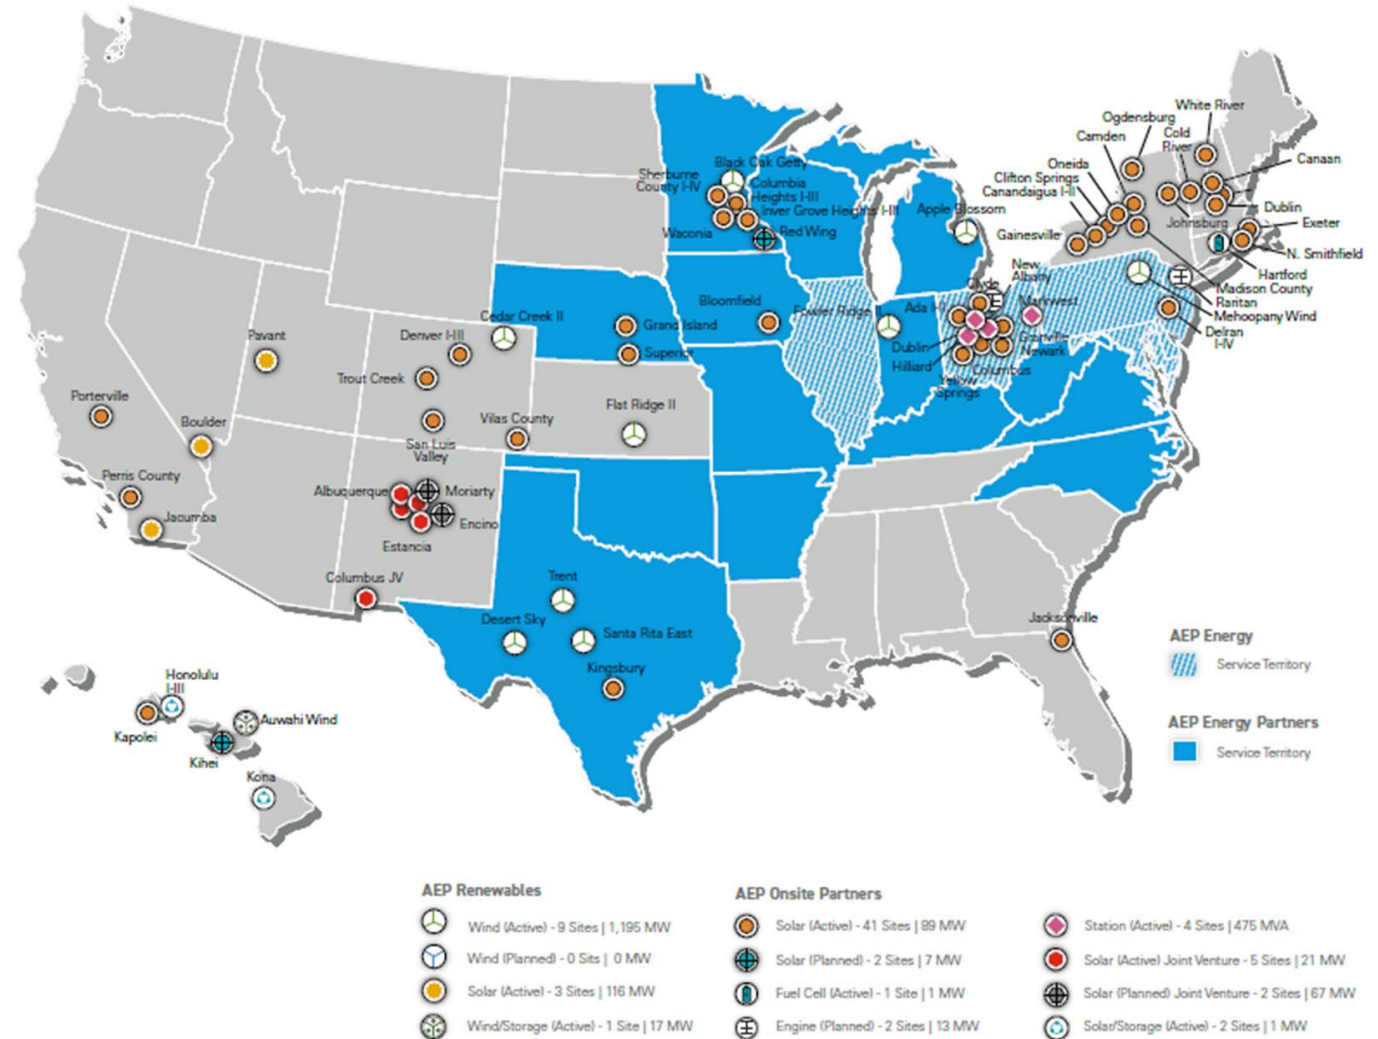 White River
Ogdensburg
Cold
River
Camden
Canaan
Oneida
Clifton Springs
Canandaigua I-II
Dublin
Johnsburg
Exeter
Gainesville
N. Smithfield
Hartford
Madison County
Raritan
Mehoopany Wind
Delran
I-IV
Black Oak Getty
Sherburne
County I-IV
Columbia
Heights I-III
Inver Grove Heights I-III
Waconia
Red Wing
Apple Blossom
New
Albany
Clyde
Markwest
Bloomfield
Fowler Ridge II
Ada I-II
Granville
Newark
Dublin
Hilliard
Columbus
Yellow
Springs
Cedar Creek II
Grand Island
Superior
Pavant
Denver I-III
Trout Creek
Porterville
Boulder
Vilas County
Flat Ridge II
San Luis
Valley
Perris County
Albuquerque
Moriarty
Jacumba
Encino
Estancia
Columbus JV
Trent
Desert Sky
Santa Rita East
Kingsbury
Jacksonville
Honolulu
I-III
Auwahi Wind
Kapolei
Kihei
Kona
AEP Energy
Service Territory
AEP Energy Partners
Service Territory
AEP Renewables
Wind (Active) - 9 Sites | 1,195 MW
Wind (Planned) - 0 Sits | 0 MW
Solar (Active) - 3 Sites | 116 MW
Wind/Storage (Active) - 1 Site | 17 MW
AEP Onsite Partners
Solar (Active) - 41 Sites | 89 MW
Solar (Planned) - 2 Sites | 7 MW
Fuel Cell (Active) - 1 Site | 1 MW
Engine (Planned) - 2 Sites | 13 MW
Station (Active) - 4 Sites | 475 MVA
Solar (Active) Joint Venture - 5 Sites | 21 MW
Solar (Planned) Joint Venture - 2 Sites | 67 MW
Solar/Storage (Active) - 2 Sites | 1 MW